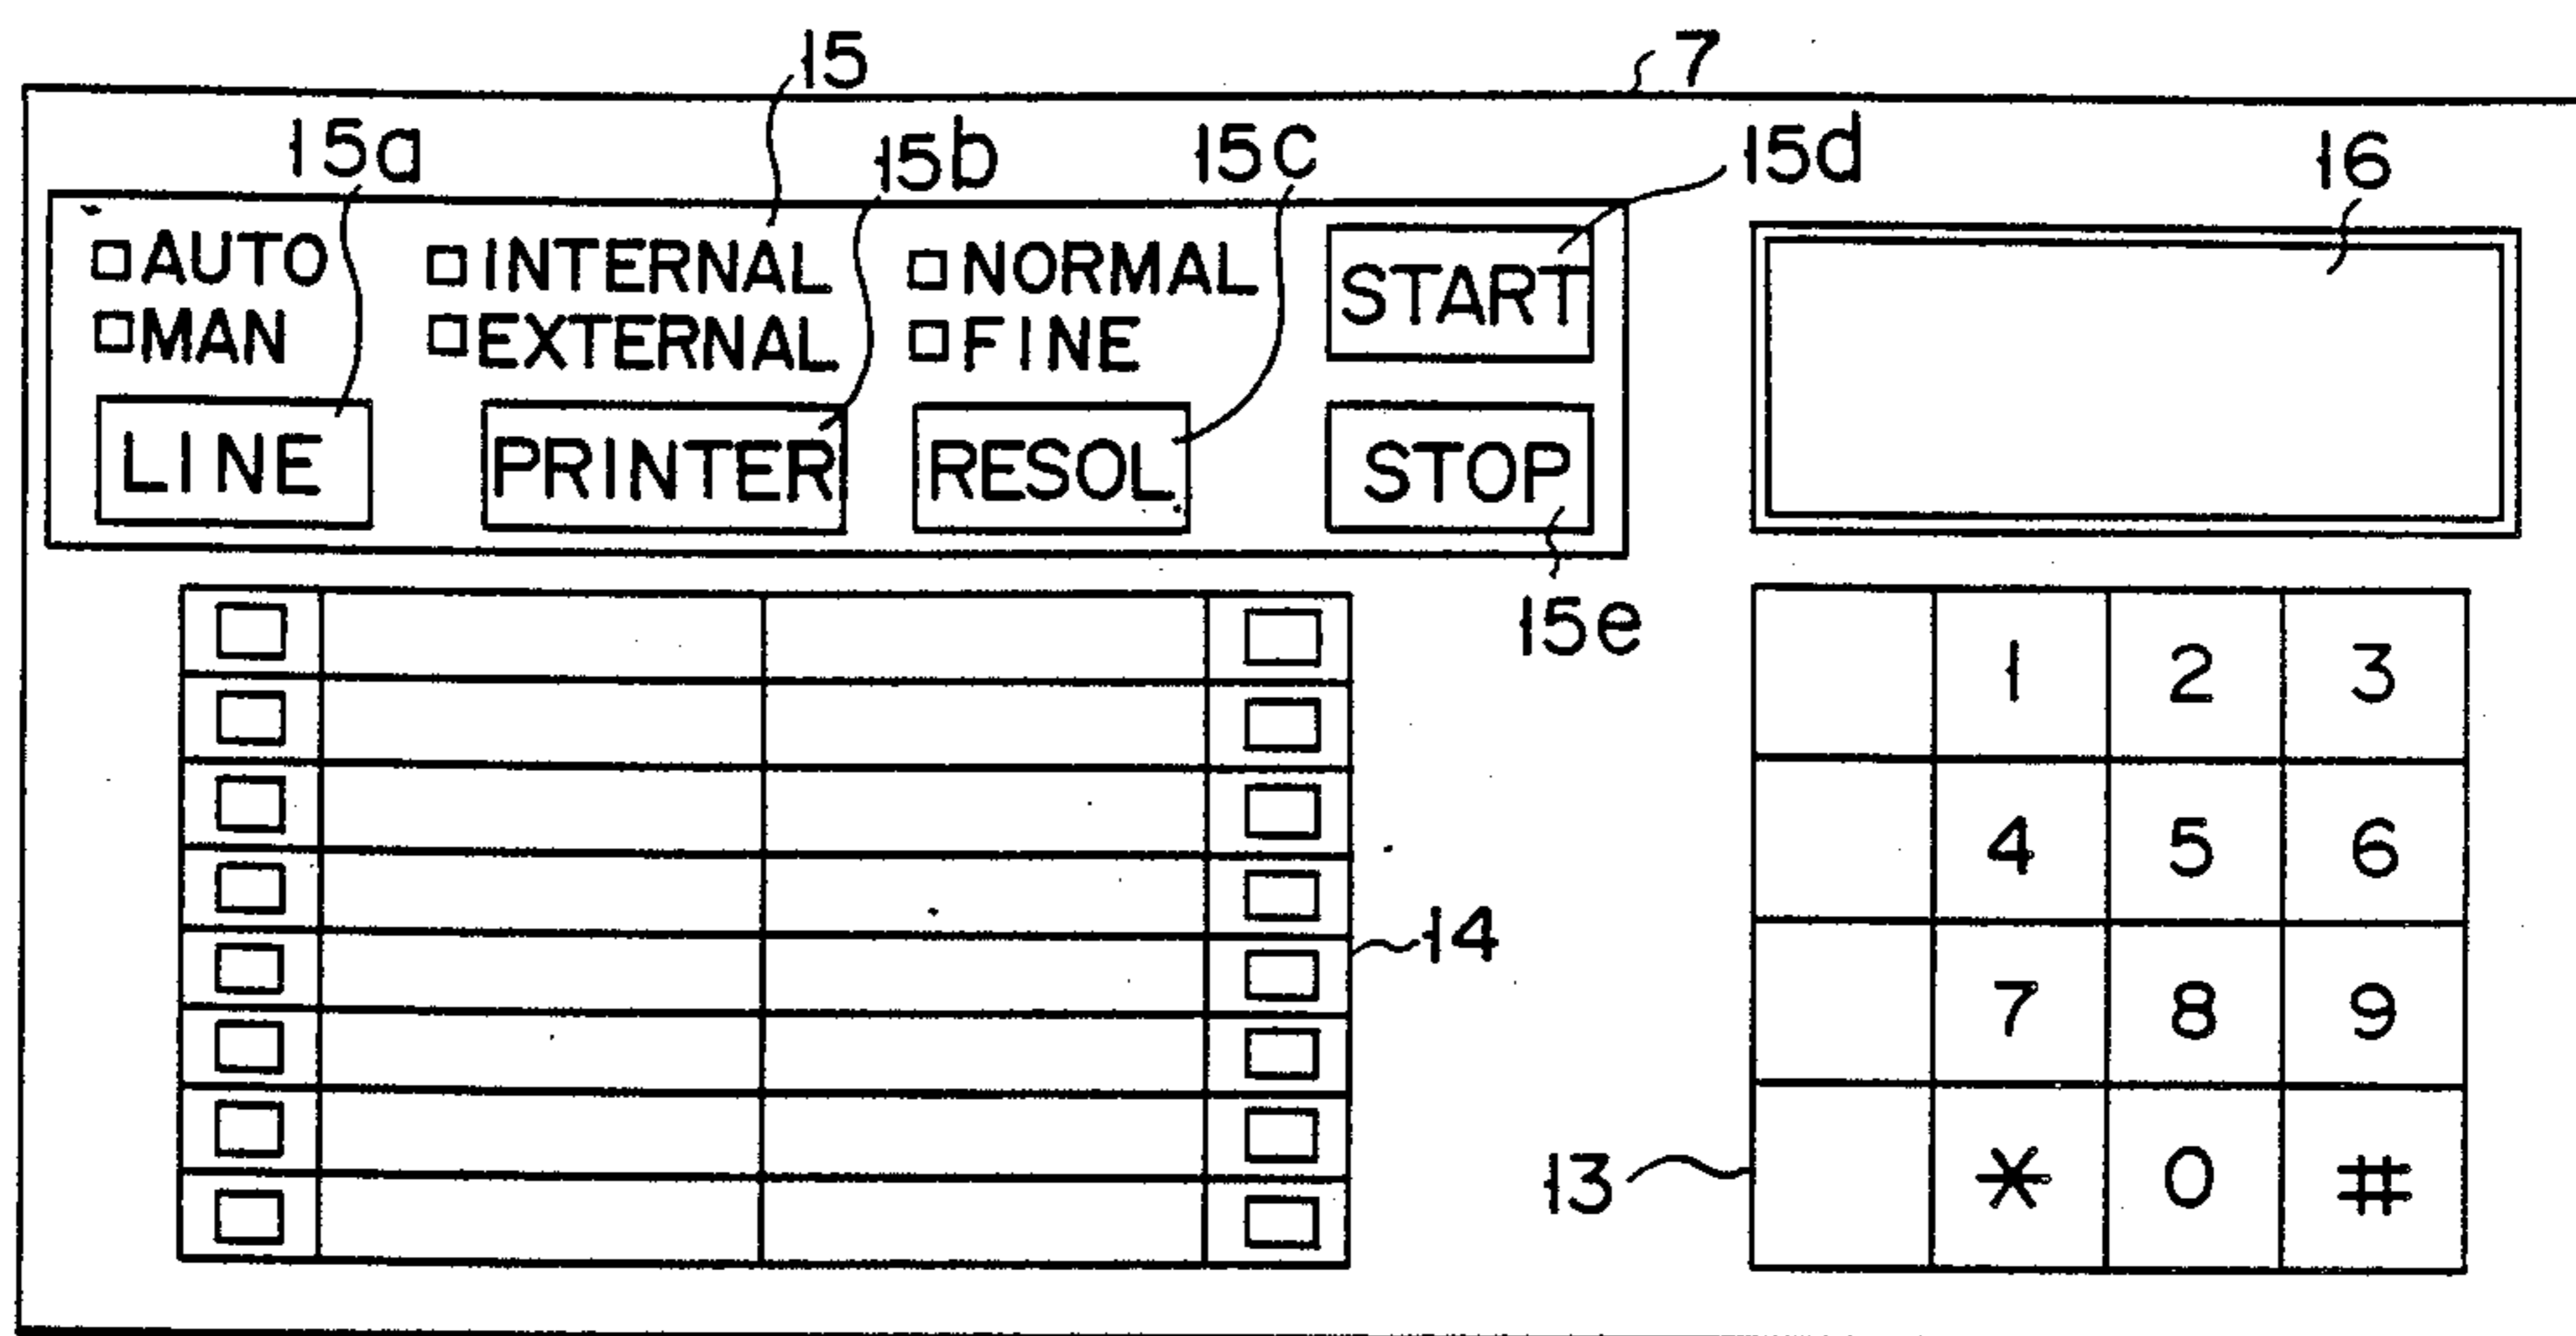 15
7
15a
15b
15c
15d
16
□AUTO □INTERNAL □NORMAL START
□MAN □EXTERNAL □FINE
LINE PRINTER RESOL STOP
15e
1 2 3
4 5 6
14
7 8 9
13
* 0 #